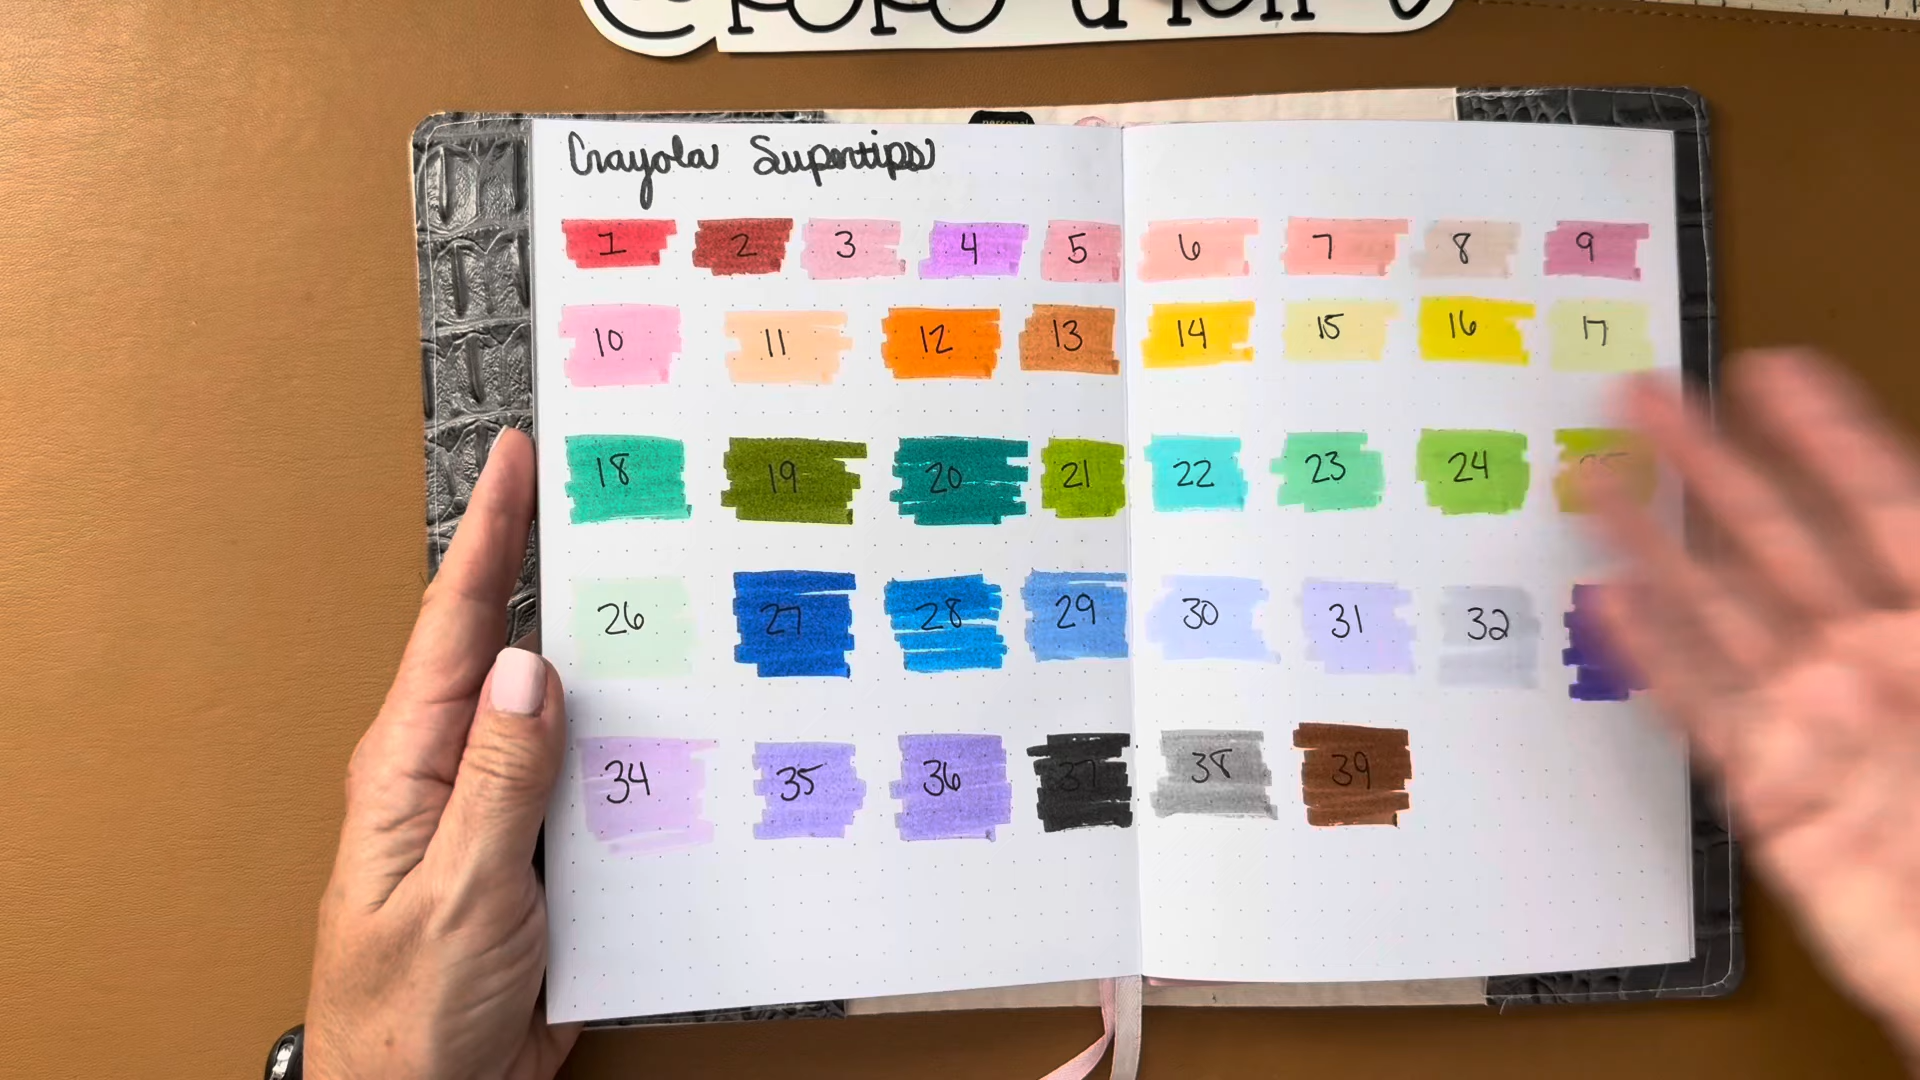 Crayola Supertips
1 2 3 4 5 6 7 8 9
10 11 12 13 14 15 16 17
18 19 20 21 22 23 24 25
26 27 28 29 30 31 32
34 35 36 37 38 39